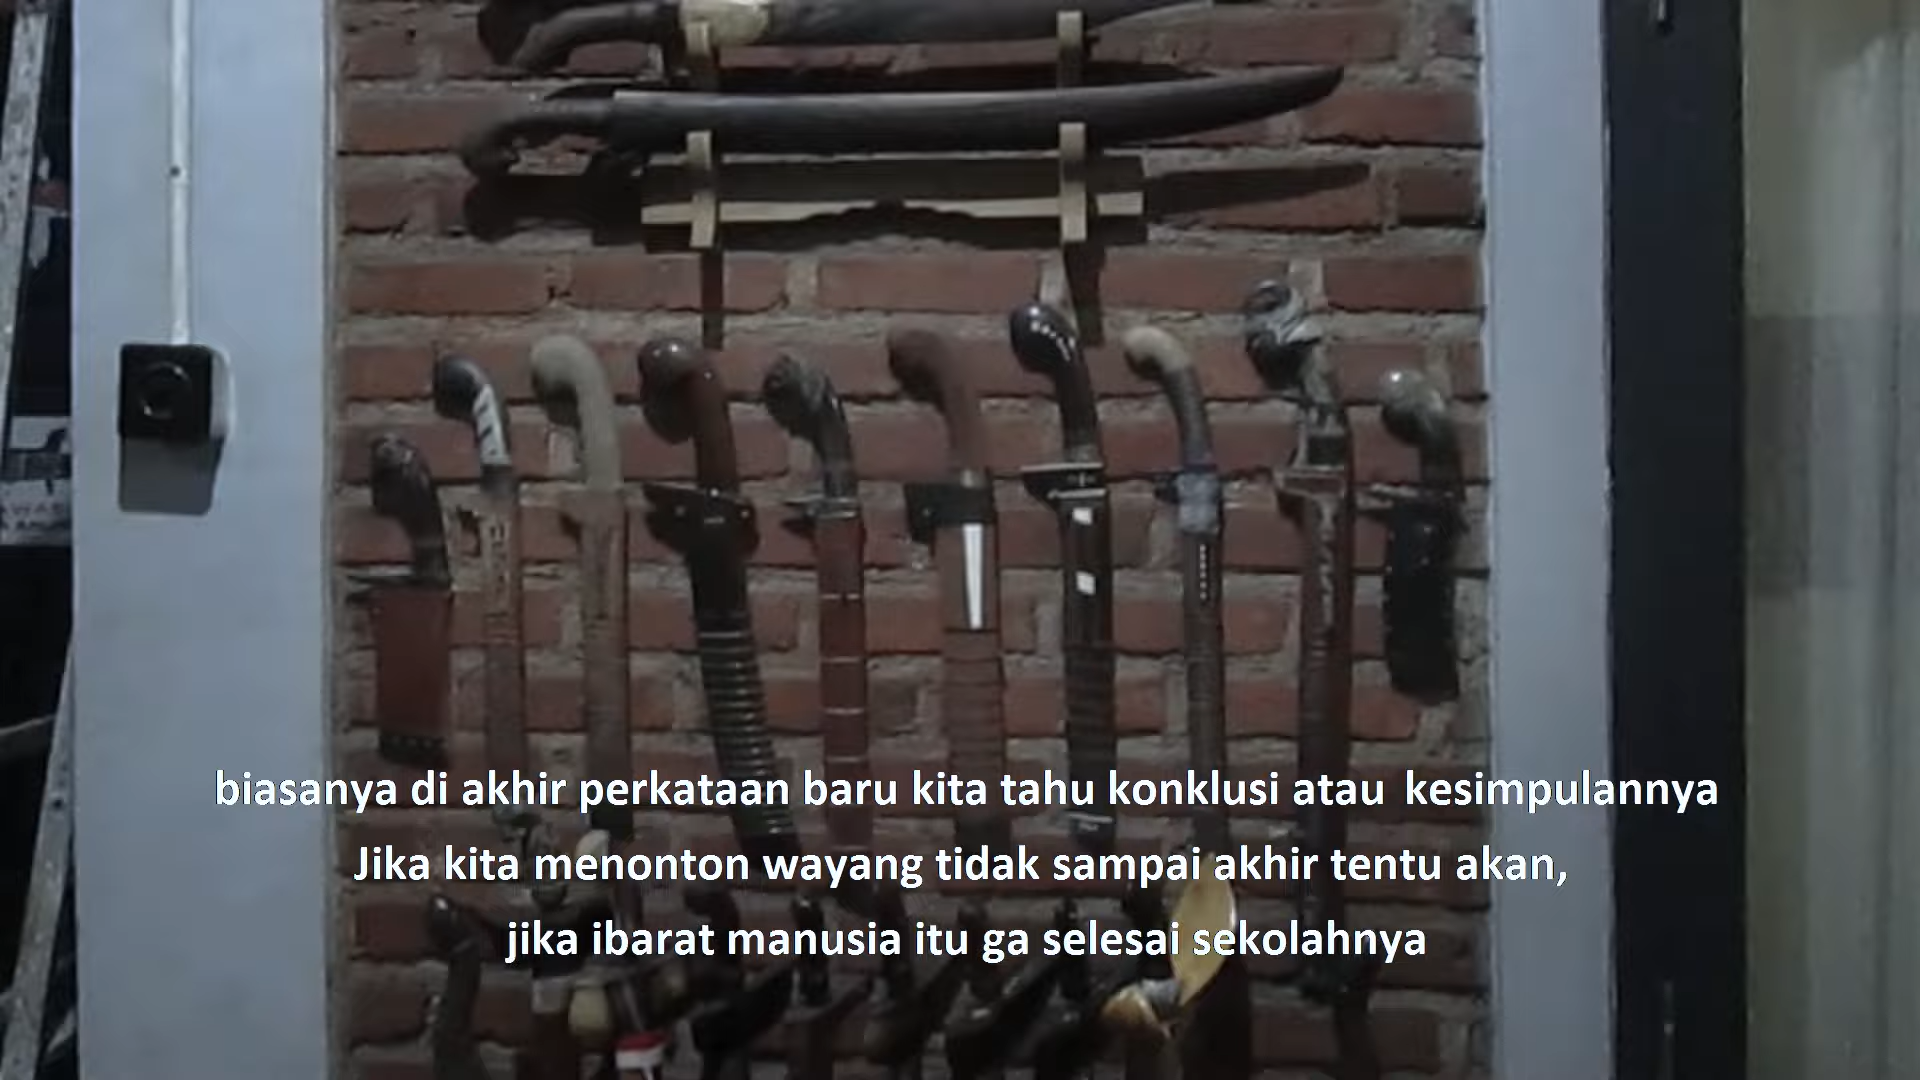 biasanya di akhir perkataan baru kita tahu konklusi atau kesimpulannya
Jika kita menonton wayang tidak sampai akhir tentu akan,
jika ibarat manusia itu ga selesai sekolahnya